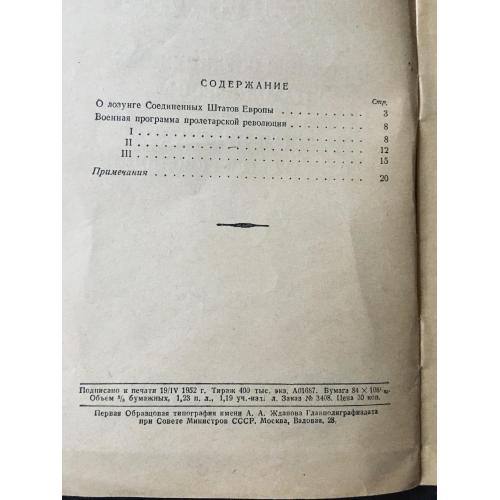 СОДЕРЖАНИЕ
Стр.
О лозунге Соединенных Штатов Европы . . . . . . . . . . 3
Военная программа пролетарской революции . . . . . . . . . 8
I . . . . . . . . . . . . . . . . . . . . . . . . 8
II . . . . . . . . . . . . . . . . . . . . . . . . 12
III . . . . . . . . . . . . . . . . . . . . . . . . 15
Примечания . . . . . . . . . . . . . . . . . . . . . . 20
Подписано к печати 19/IV 1952 г. Тираж 400 тыс. экз. А01687. Бумага 84 ×
Объем бумажных, 1,23 п. л., 1,19 уч.-изд. л. Заказ № 3408. Цена 30 коп.
Первая Образцовая типография имени А. А. Жданова Главполиграфиздата
при Совете Министров СССР. Москва, Валовая, 28.